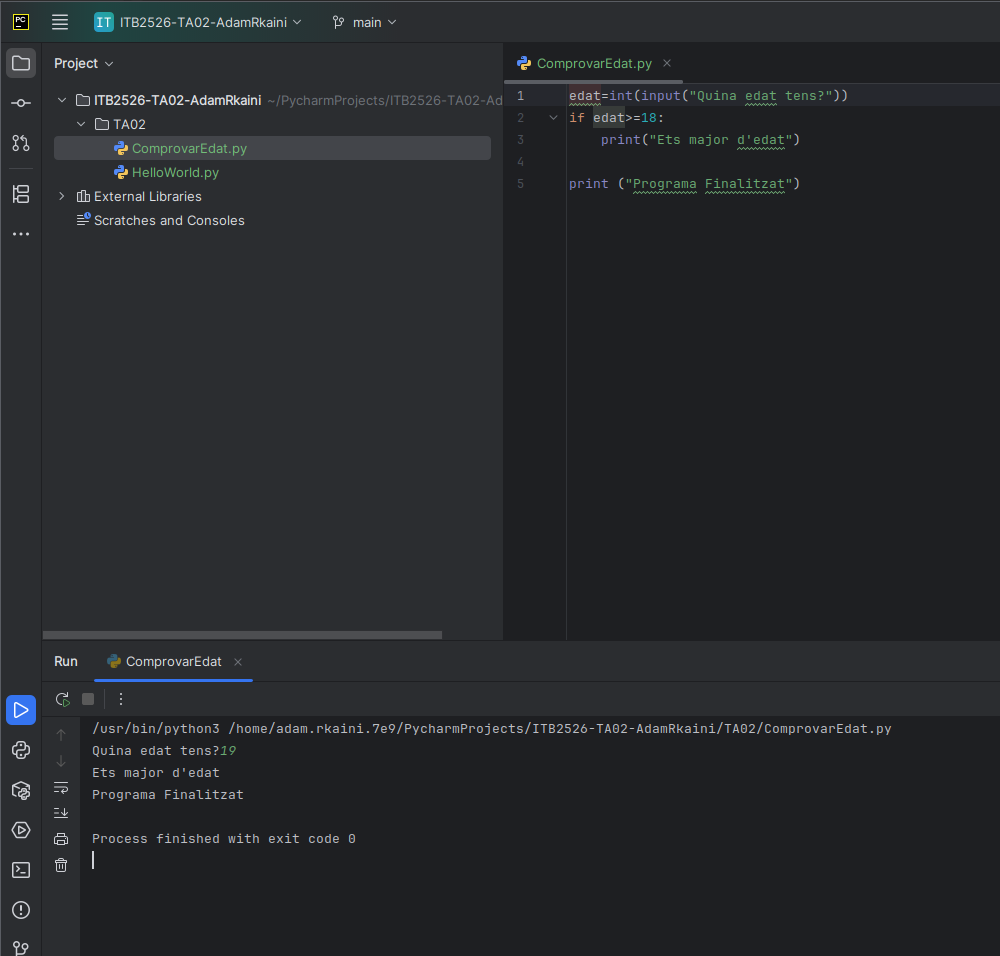 PC
IT ITB2526-TA02-AdamRkaini main
Project
ITB2526-TA02-AdamRkaini ~/PycharmProjects/ITB2526-TA02-Ad
TA02
ComprovarEdat.py
HelloWorld.py
External Libraries
Scratches and Consoles
ComprovarEdat.py
1 edat=int(input("Quina edat tens?"))
2 if edat>=18:
3     print("Ets major d'edat")
4
5 print ("Programa Finalitzat")
Run ComprovarEdat
/usr/bin/python3 /home/adam.rkaini.7e9/PycharmProjects/ITB2526-TA02-AdamRkaini/TA02/ComprovarEdat.py
Quina edat tens?19
Ets major d'edat
Programa Finalitzat
Process finished with exit code 0